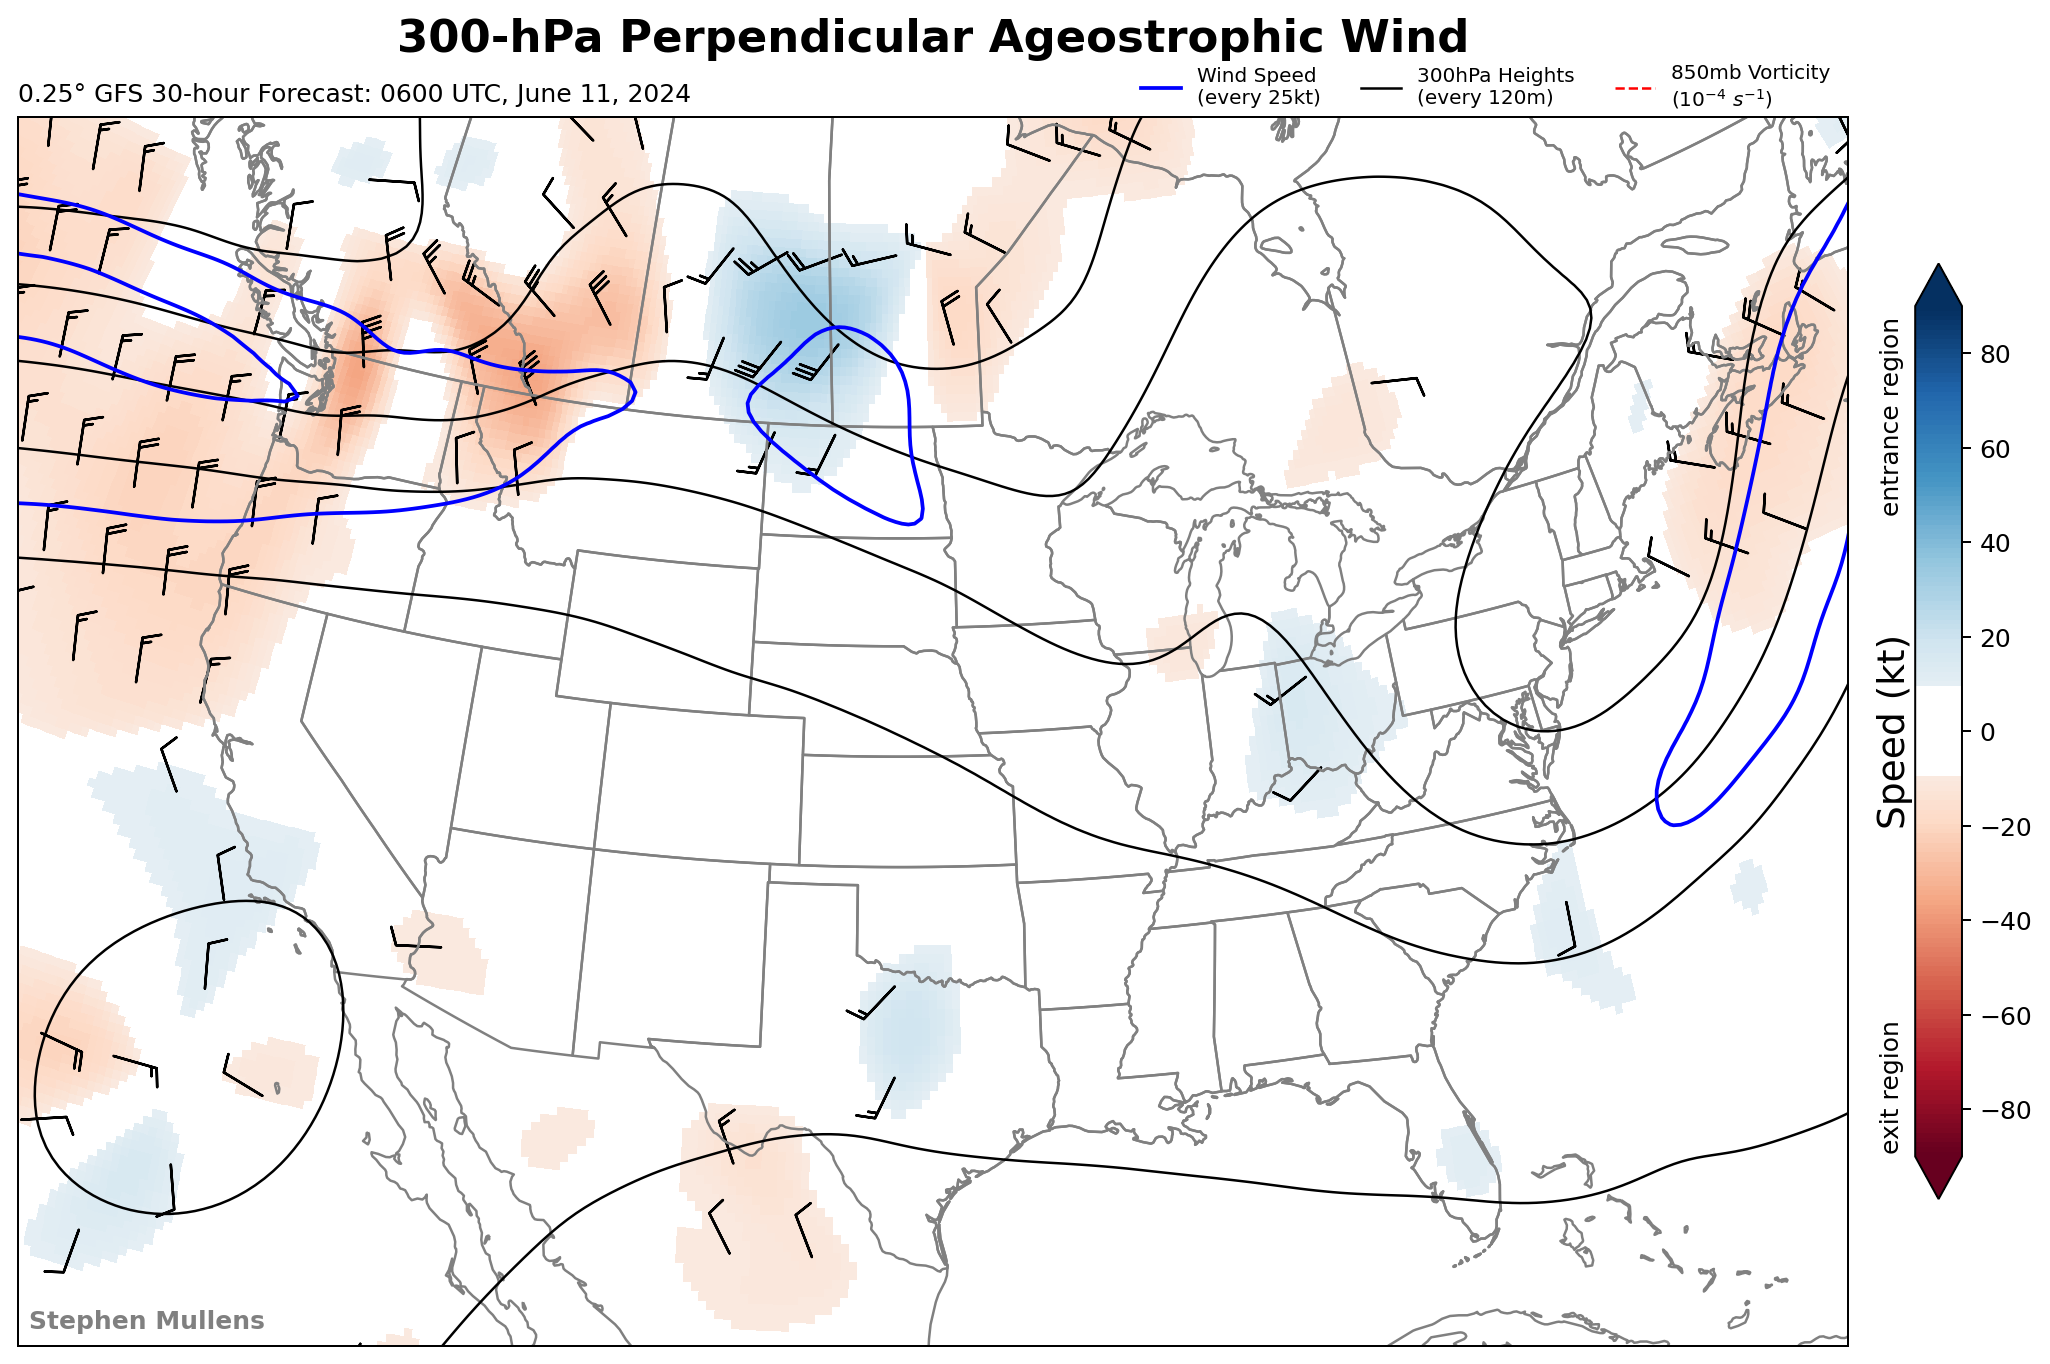 300-hPa Perpendicular Ageostrophic Wind
0.25° GFS 30-hour Forecast: 0600 UTC, June 11, 2024
Wind Speed
(every 25kt)
300hPa Heights
(every 120m)
850mb Vorticity
(10⁻⁴ s⁻¹)
entrance region
Speed (kt)
exit region
80
60
40
20
0
−20
−40
−60
−80
Stephen Mullens